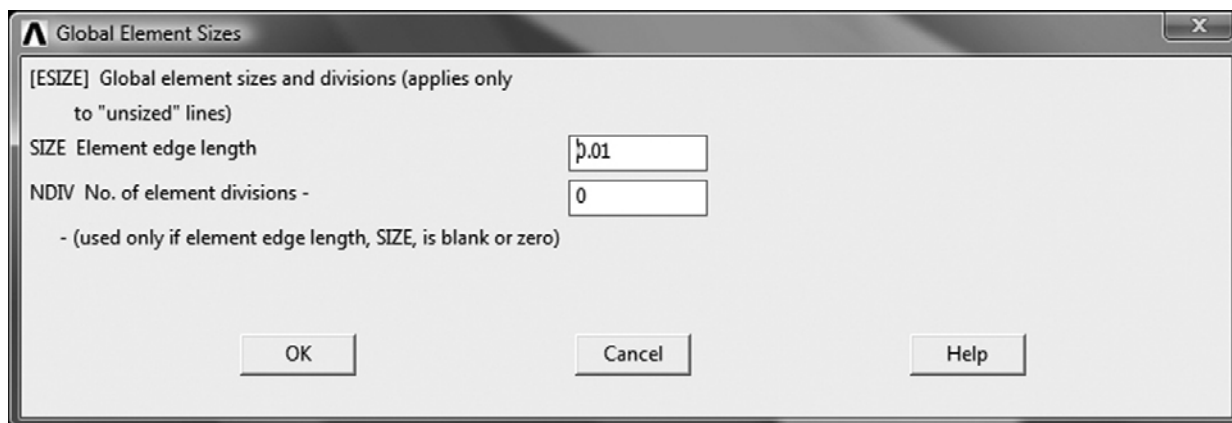 Global Element Sizes
X
[ESIZE] Global element sizes and divisions (applies only
to "unsized" lines)
SIZE Element edge length
0.01
NDIV No. of element divisions -
0
- (used only if element edge length, SIZE, is blank or zero)
OK
Cancel
Help